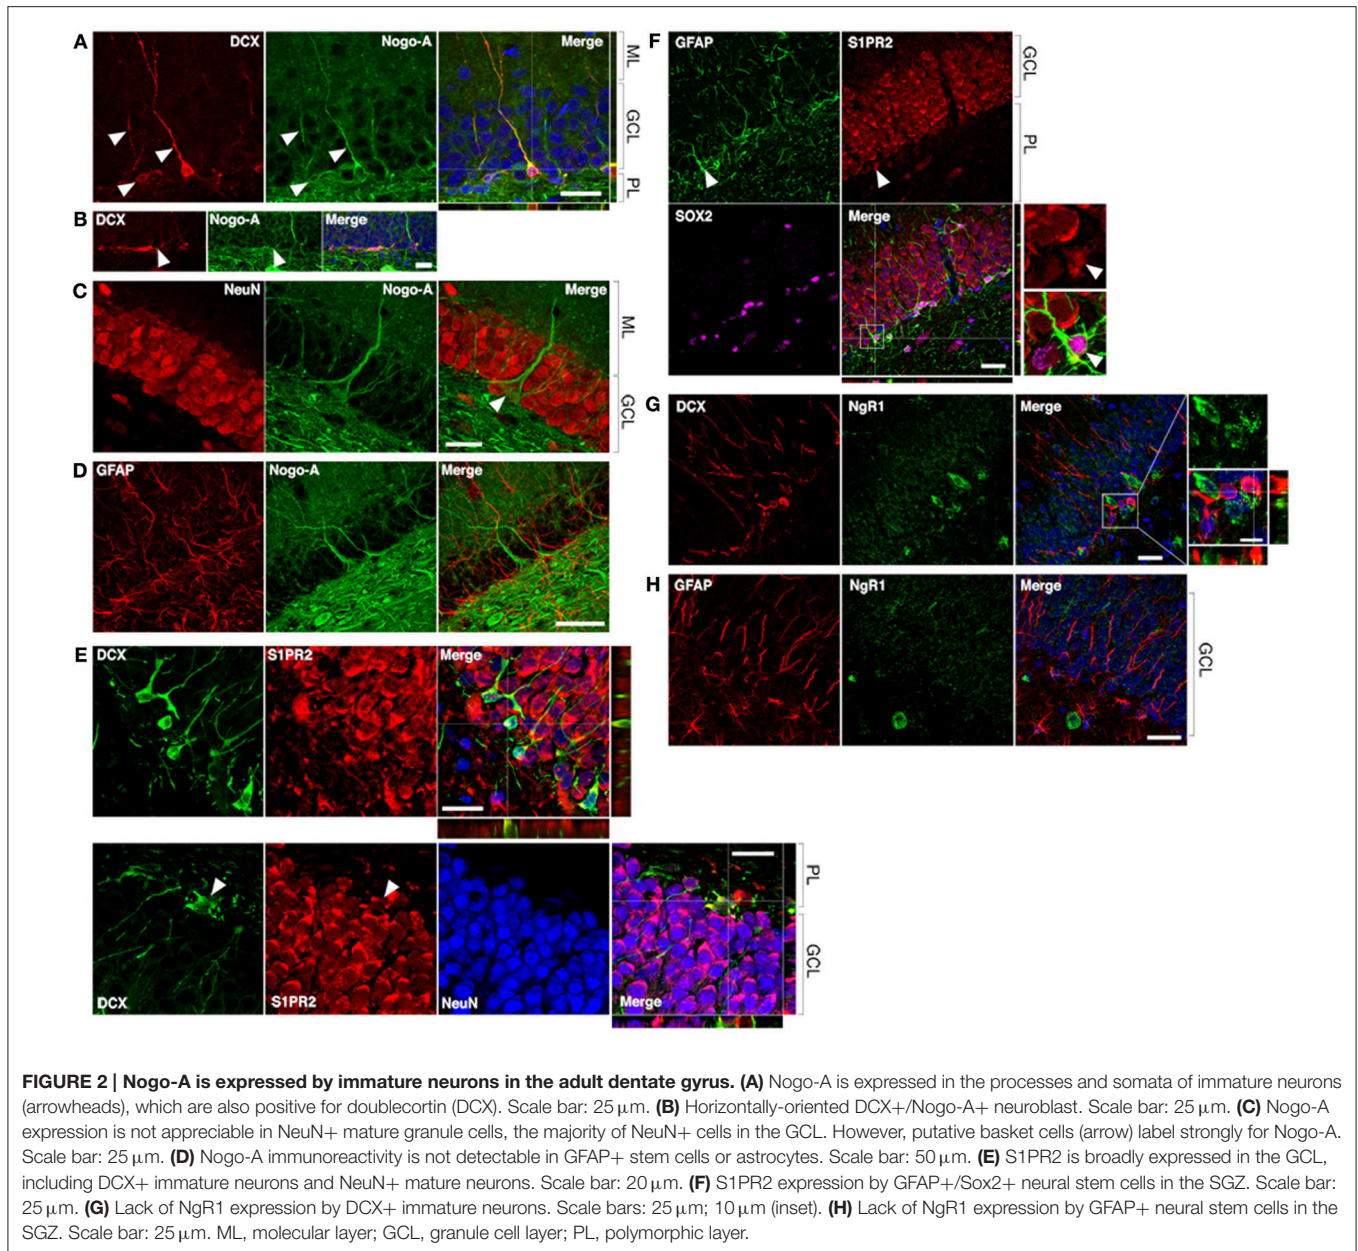 A
DCX
Nogo-A
Merge
ML
GCL
PL
B
DCX
Nogo-A
Merge
C
NeuN
Nogo-A
Merge
ML
GCL
D
GFAP
Nogo-A
Merge
E
DCX
S1PR2
Merge
DCX
S1PR2
NeuN
Merge
PL
GCL
F
GFAP
S1PR2
GCL
PL
SOX2
Merge
G
DCX
NgR1
Merge
H
GFAP
NgR1
Merge
GCL
FIGURE 2 | Nogo-A is expressed by immature neurons in the adult dentate gyrus. (A) Nogo-A is expressed in the processes and somata of immature neurons
(arrowheads), which are also positive for doublecortin (DCX). Scale bar: 25 μm. (B) Horizontally-oriented DCX+/Nogo-A+ neuroblast. Scale bar: 25 μm. (C) Nogo-A
expression is not appreciable in NeuN+ mature granule cells, the majority of NeuN+ cells in the GCL. However, putative basket cells (arrow) label strongly for Nogo-A.
Scale bar: 25 μm. (D) Nogo-A immunoreactivity is not detectable in GFAP+ stem cells or astrocytes. Scale bar: 50 μm. (E) S1PR2 is broadly expressed in the GCL,
including DCX+ immature neurons and NeuN+ mature neurons. Scale bar: 20 μm. (F) S1PR2 expression by GFAP+/Sox2+ neural stem cells in the SGZ. Scale bar:
25 μm. (G) Lack of NgR1 expression by DCX+ immature neurons. Scale bars: 25 μm; 10 μm (inset). (H) Lack of NgR1 expression by GFAP+ neural stem cells in the
SGZ. Scale bar: 25 μm. ML, molecular layer; GCL, granule cell layer; PL, polymorphic layer.